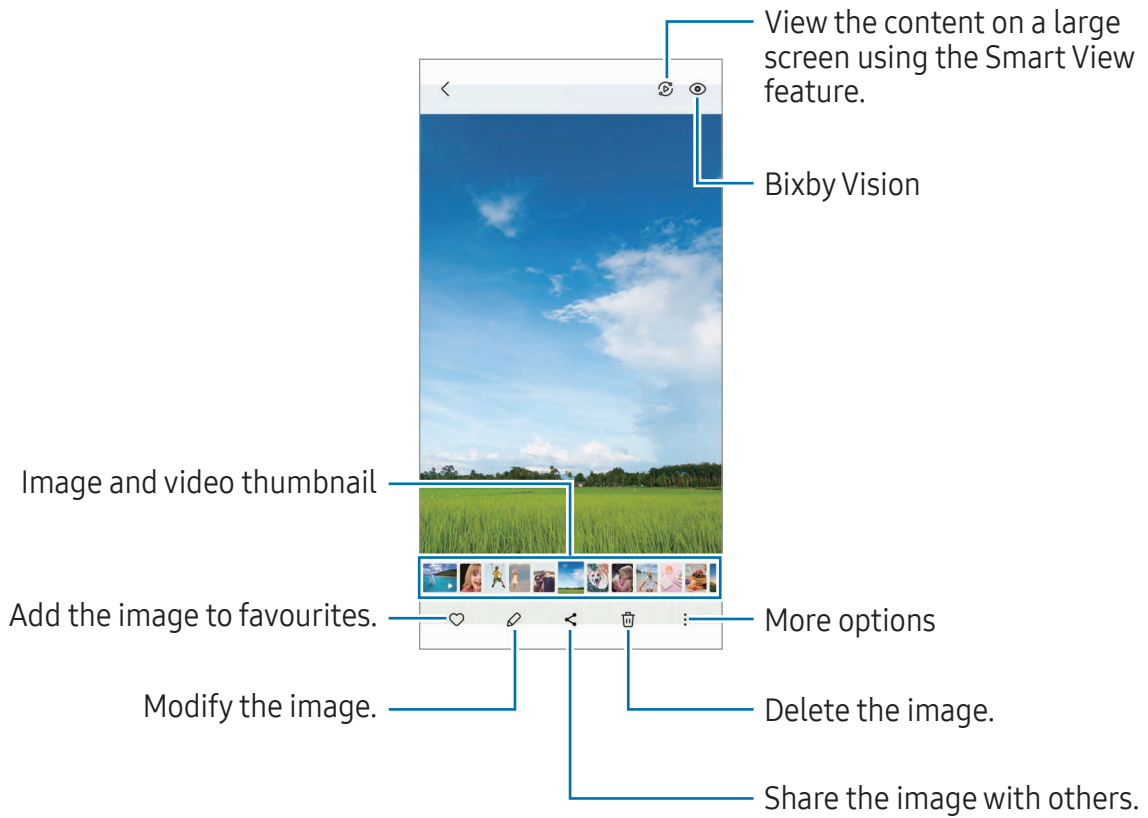 View the content on a large
screen using the Smart View
feature.
Bixby Vision
Image and video thumbnail
Add the image to favourites.
More options
Modify the image.
Delete the image.
Share the image with others.